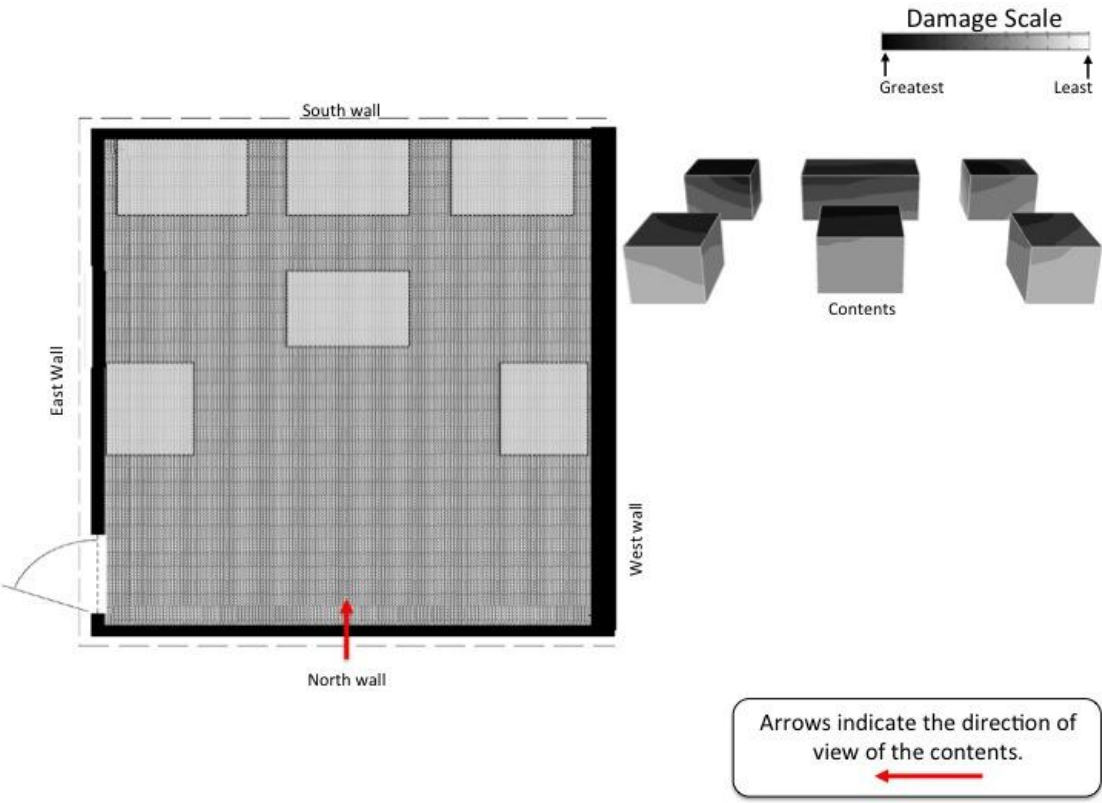 Damage Scale
Greatest
Least
South wall
Contents
East Wall
West wall
North wall
Arrows indicate the direction of
view of the contents.